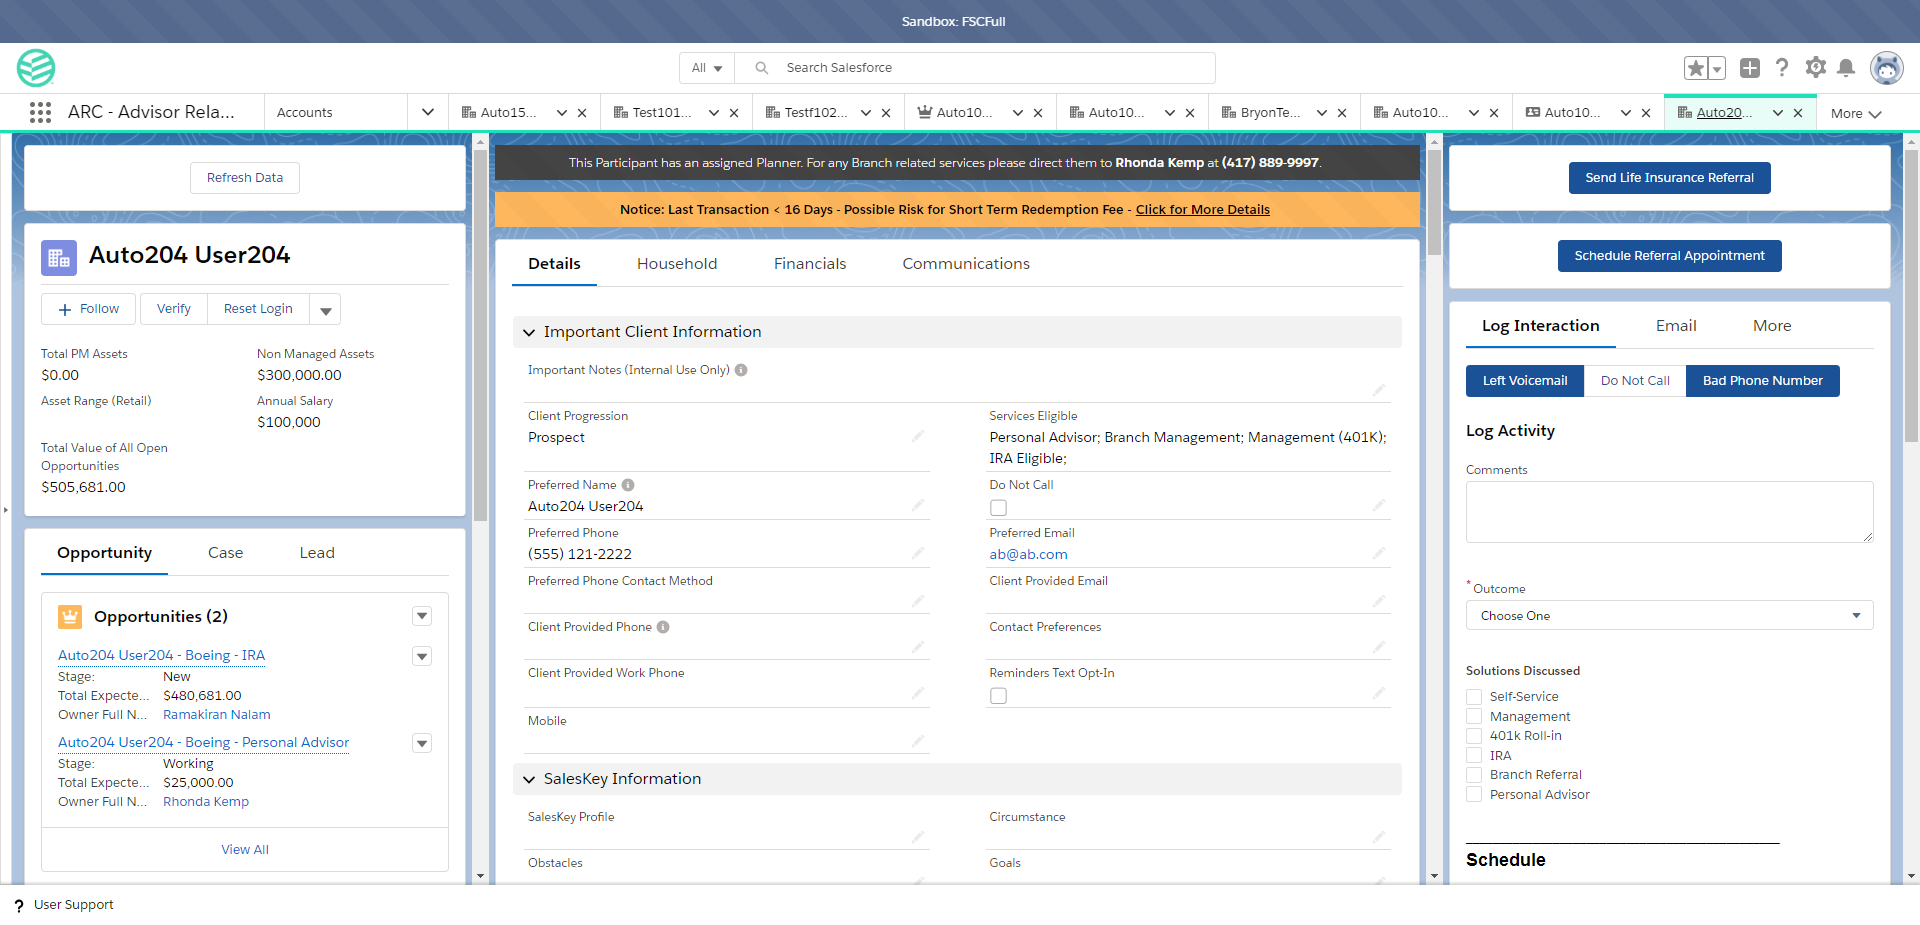 Sandbox: FSCFull
All
Search Salesforce
ARC - Advisor Rela...
Accounts
Auto15...
Test101...
Testf102...
Auto10...
Auto10...
BryonTe...
Auto10...
Auto10...
Auto20...
More
Refresh Data
Auto204 User204
Follow
Verify
Reset Login
Total PM Assets
$0.00
Non Managed Assets
$300,000.00
Asset Range (Retail)
Annual Salary
$100,000
Total Value of All Open
Opportunities
$505,681.00
Opportunity
Case
Lead
Opportunities (2)
Auto204 User204 - Boeing - IRA
Stage: New
Total Expecte... $480,681.00
Owner Full N... Ramakiran Nalam
Auto204 User204 - Boeing - Personal Advisor
Stage: Working
Total Expecte... $25,000.00
Owner Full N... Rhonda Kemp
View All
This Participant has an assigned Planner. For any Branch related services please direct them to Rhonda Kemp at (417) 889-9997.
Notice: Last Transaction < 16 Days - Possible Risk for Short Term Redemption Fee - Click for More Details
Details
Household
Financials
Communications
Important Client Information
Important Notes (Internal Use Only)
Client Progression
Prospect
Services Eligible
Personal Advisor; Branch Management; Management (401K);
IRA Eligible;
Preferred Name
Auto204 User204
Do Not Call
Preferred Phone
(555) 121-2222
Preferred Email
ab@ab.com
Preferred Phone Contact Method
Client Provided Email
Client Provided Phone
Contact Preferences
Client Provided Work Phone
Reminders Text Opt-In
Mobile
SalesKey Information
SalesKey Profile
Circumstance
Obstacles
Goals
Send Life Insurance Referral
Schedule Referral Appointment
Log Interaction
Email
More
Left Voicemail
Do Not Call
Bad Phone Number
Log Activity
Comments
* Outcome
Choose One
Solutions Discussed
Self-Service
Management
401k Roll-in
IRA
Branch Referral
Personal Advisor
Schedule
? User Support